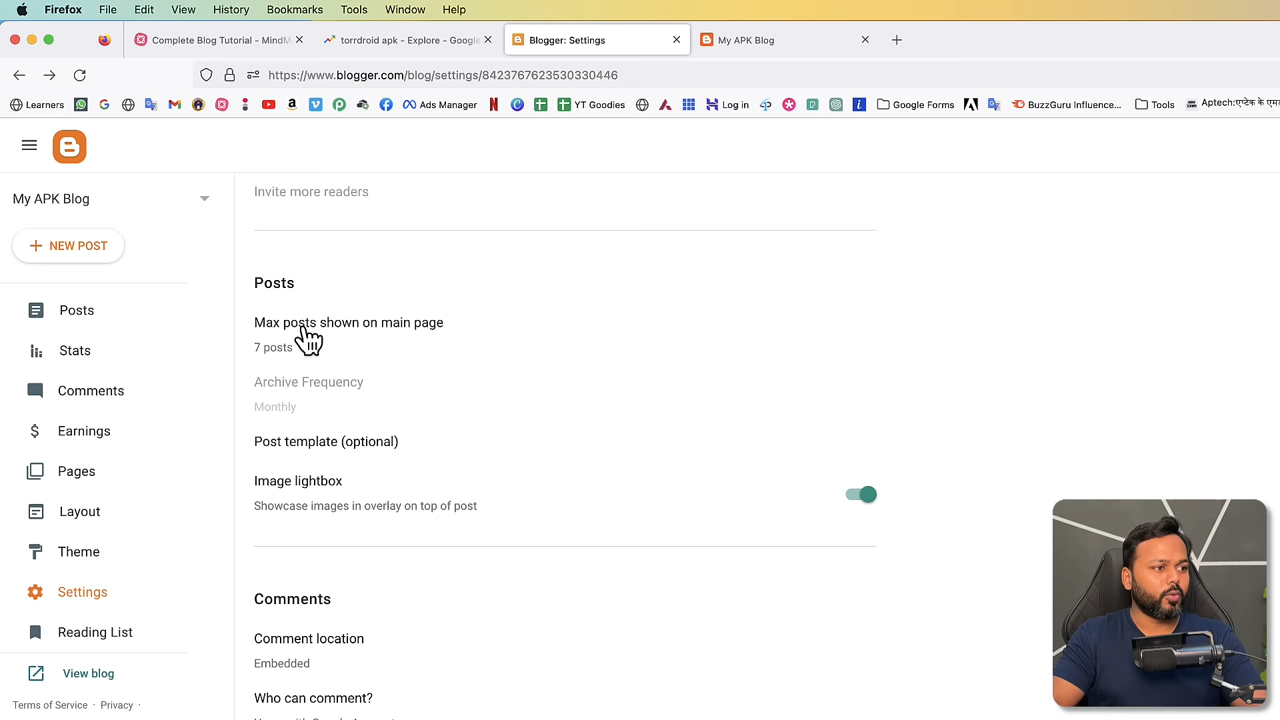 Firefox File Edit View History Bookmarks Tools Window Help
Complete Blog Tutorial - MindM
torrdroid apk - Explore - Google
Blogger: Settings
My APK Blog
https://www.blogger.com/blog/settings/8423767623530330446
Learners
Ads Manager
YT Goodies
Log in
Google Forms
BuzzGuru Influence...
Tools
Aptech:एप्टेक के एम
My APK Blog
+ NEW POST
Posts
Stats
Comments
Earnings
Pages
Layout
Theme
Settings
Reading List
View blog
Terms of Service · Privacy ·
Invite more readers
Posts
Max posts shown on main page
7 posts
Archive Frequency
Monthly
Post template (optional)
Image lightbox
Showcase images in overlay on top of post
Comments
Comment location
Embedded
Who can comment?